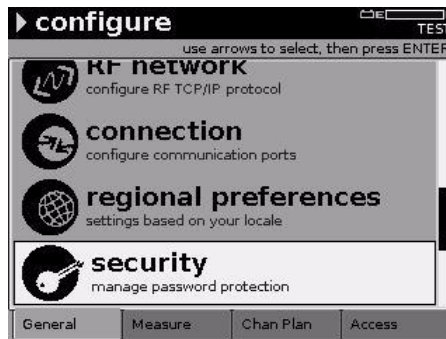 configure
E
TEST
use arrows to select, then press ENTER
RF network
configure RF TCP/IP protocol
connection
configure communication ports
regional preferences
settings based on your locale
security
manage password protection
General Measure Chan Plan Access